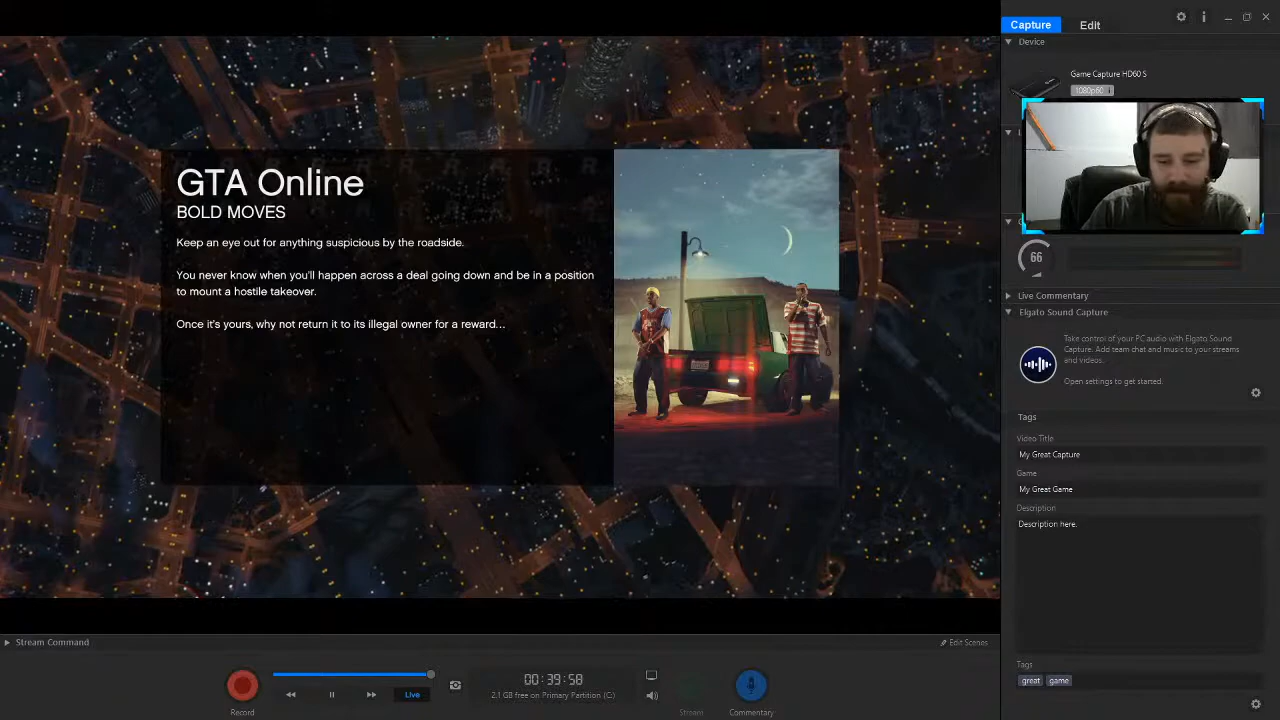 Capture
Edit
Device
Game Capture HD60 S
1080p60
GTA Online
BOLD MOVES
Keep an eye out for anything suspicious by the roadside.
You never know when you'll happen across a deal going down and be in a position
to mount a hostile takeover.
Once it's yours, why not return it to its illegal owner for a reward...
66
Live Commentary
Elgato Sound Capture
Take control of your PC audio with Elgato
Sound Capture. Add team chat and music to your streams
and videos.
Open settings to get started.
Tags
Video Title
My Great Capture
Game
My Great Game
Description
Description here.
Tags
great game
Stream Command
Edit Scenes
Record
Live
00:39:58
2.1 GB free on Primary Partition (C:)
Stream
Commentary